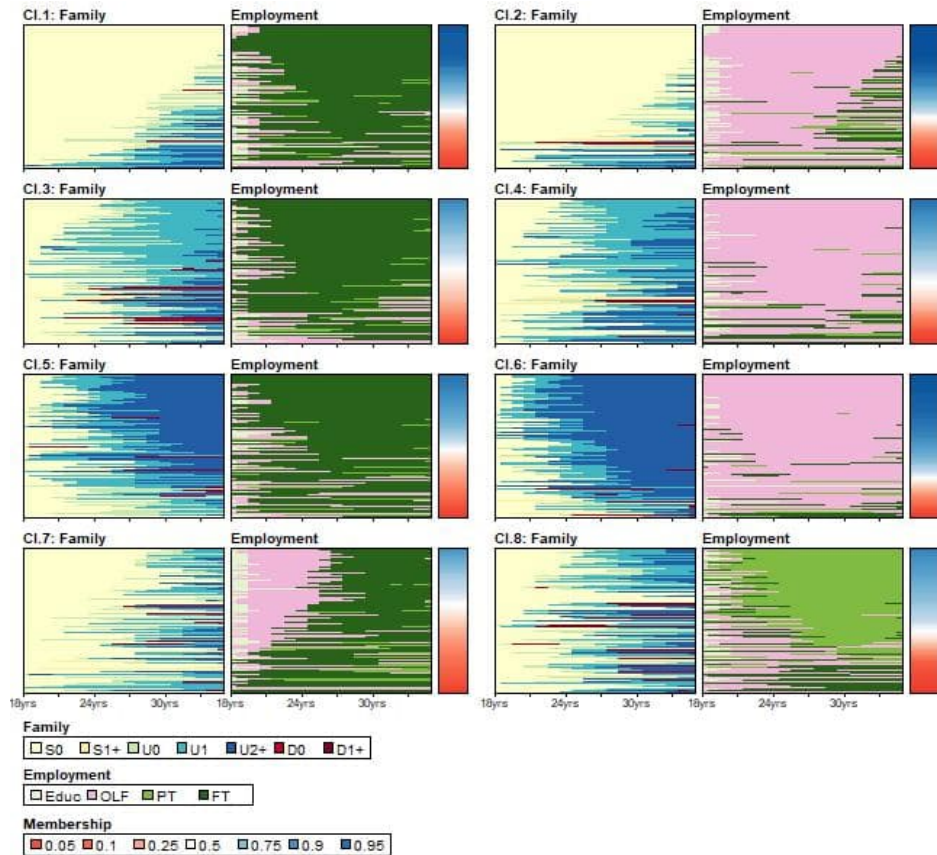 Cl.1: Family Employment Cl.2: Family Employment
Cl.3: Family Employment Cl.4: Family Employment
Cl.5: Family Employment Cl.6: Family Employment
Cl.7: Family Employment Cl.8: Family Employment
18yrs 24yrs 30yrs 18yrs 24yrs 30yrs 18yrs 24yrs 30yrs 18yrs 24yrs 30yrs
Family
S0 S1+ U0 U1 U2+ D0 D1+
Employment
Educ OLF PT FT
Membership
0.05 0.1 0.25 0.5 0.75 0.9 0.95